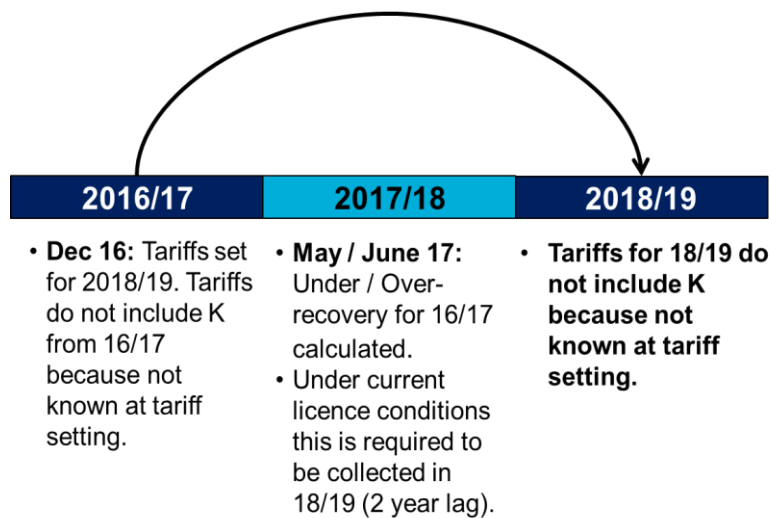 2016/17
2017/18
2018/19
• Dec 16: Tariffs set
for 2018/19. Tariffs
do not include K
from 16/17
because not
known at tariff
setting.
• May / June 17:
Under / Over-
recovery for 16/17
calculated.
• Under current
licence conditions
this is required to
be collected in
18/19 (2 year lag).
• Tariffs for 18/19 do
not include K
because not
known at tariff
setting.